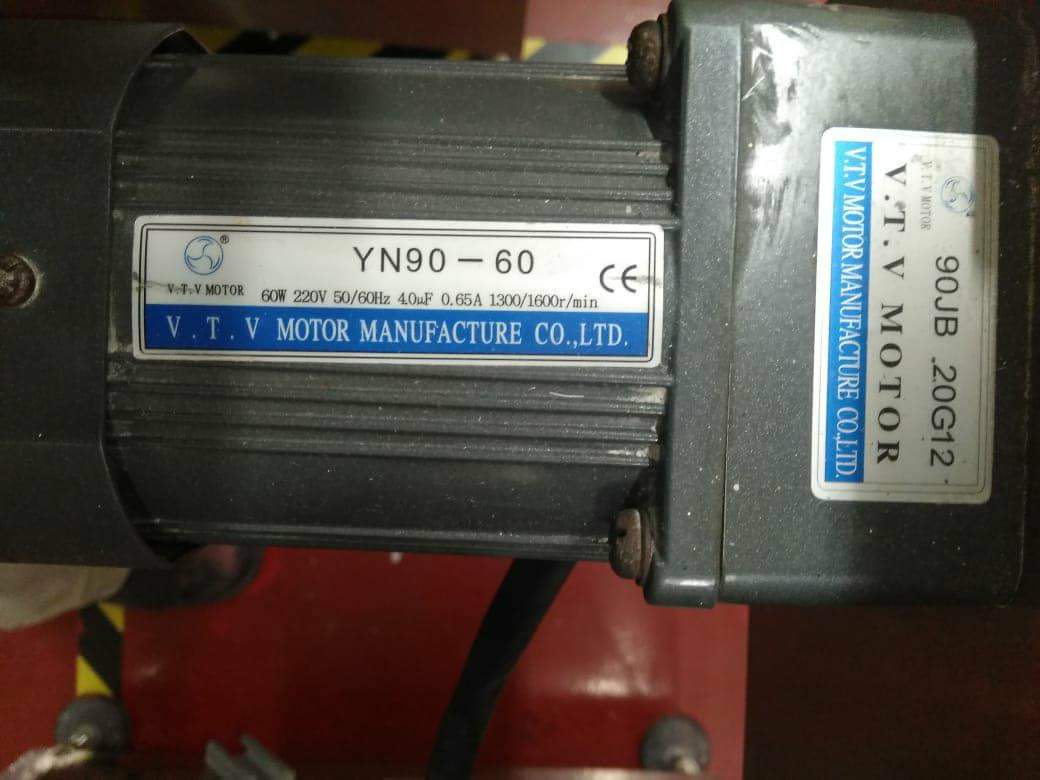 YN90-60
®
V.T.V MOTOR
CE
60W 220V 50/60Hz 4.0μF 0.65A 1300/1600r/min
V.T.V MOTOR MANUFACTURE CO.,LTD.
V.T.V MOTOR
90JB 20G12
V.T.V MOTOR
V.T.V MOTOR MANUFACTURE CO.,LTD.